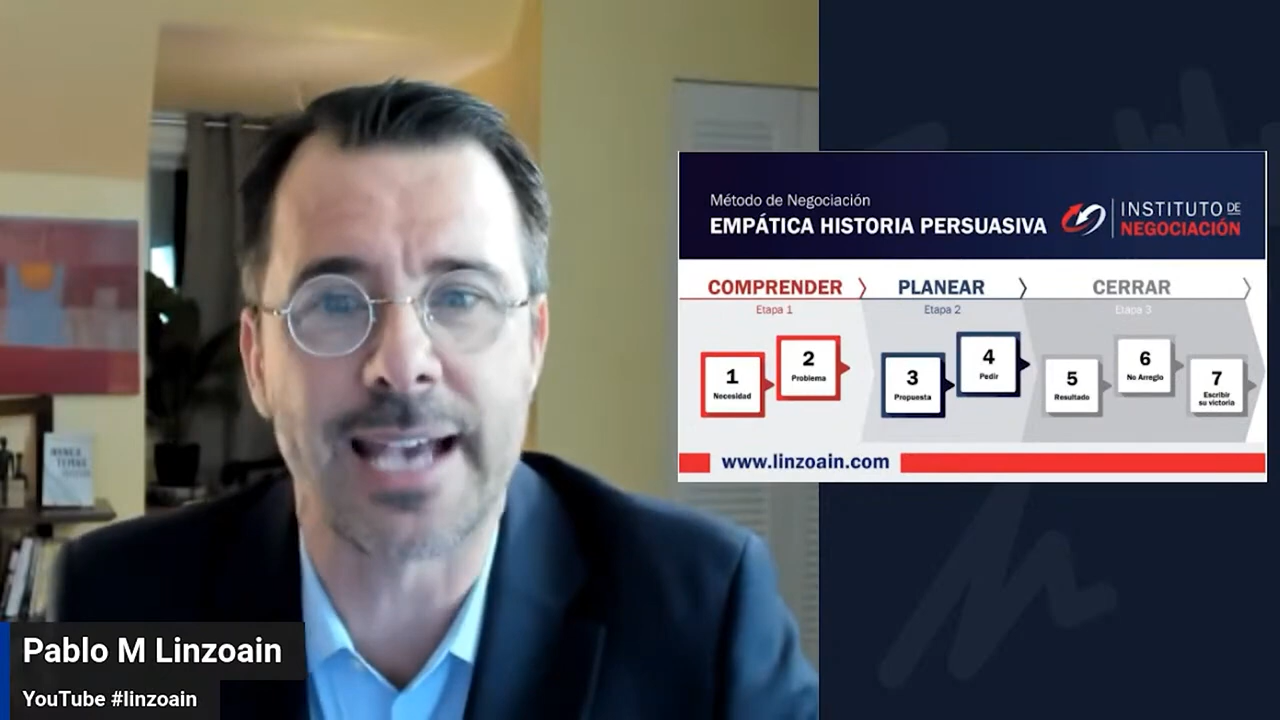 Método de Negociación
EMPÁTICA HISTORIA PERSUASIVA
INSTITUTO DE
NEGOCIACIÓN
COMPRENDER
Etapa 1
PLANEAR
Etapa 2
CERRAR
Etapa 3
1
Necesidad
2
Problema
3
Propuesta
4
Pedir
5
Resultado
6
No Arreglo
7
Escribir
su victoria
www.linzoain.com
NUNCA
TEMAS
Pablo M Linzoain
YouTube #linzoain